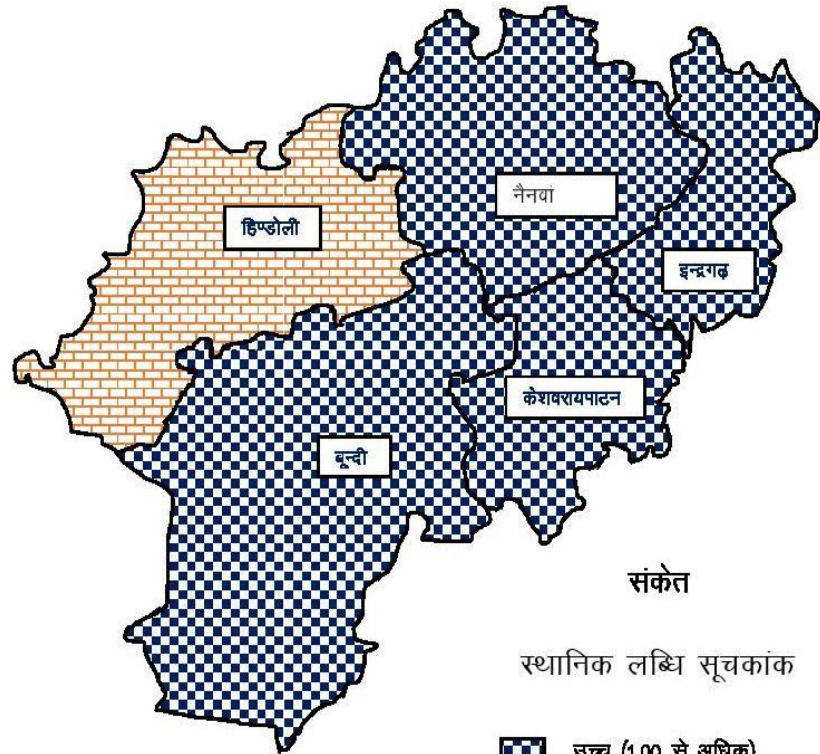 नैनवां
हिण्डोली
इन्द्रगढ़
केशवरायपाटन
बून्दी
संकेत
स्थानिक लब्धि सूचकांक
उच्च (1.00 से अधिक)